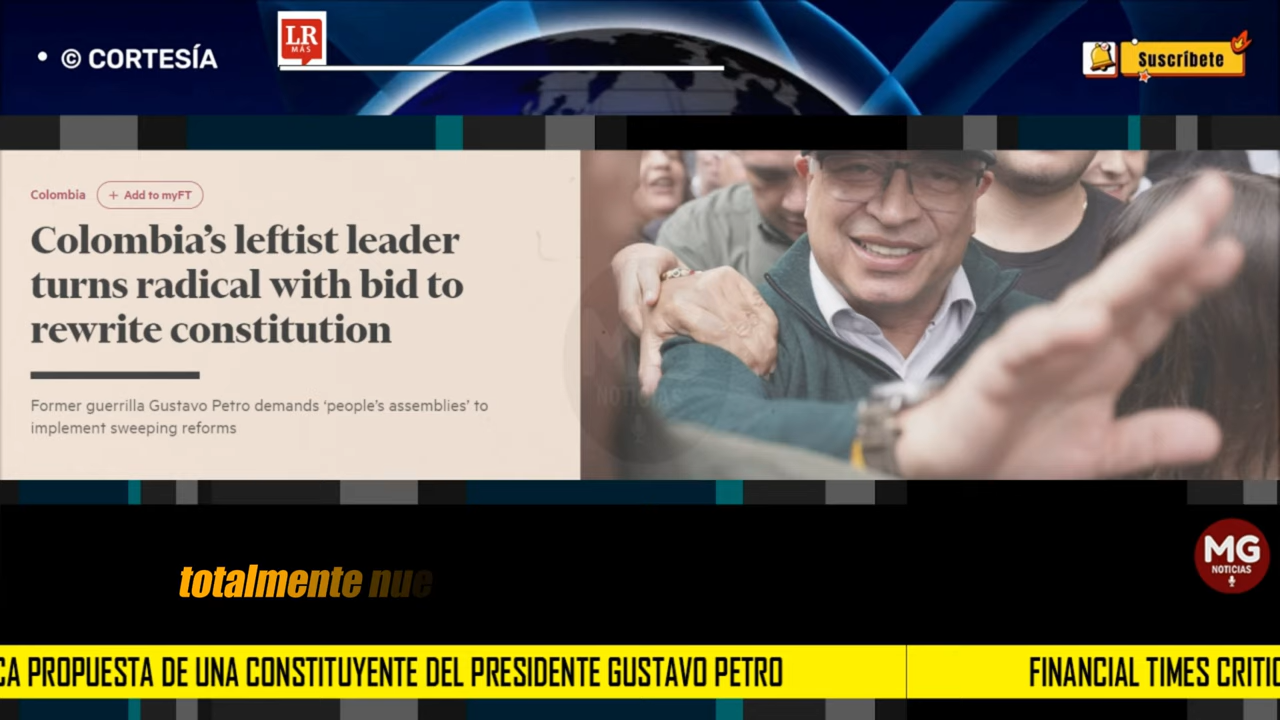 • © CORTESÍA
LR
MÁS
Suscríbete
Colombia + Add to myFT
Colombia's leftist leader
turns radical with bid to
rewrite constitution
Former guerrilla Gustavo Petro demands ‘people's assemblies’ to
implement sweeping reforms
MG
NOTICIAS
totalmente nue
CA PROPUESTA DE UNA CONSTITUYENTE DEL PRESIDENTE GUSTAVO PETRO
FINANCIAL TIMES CRITIC